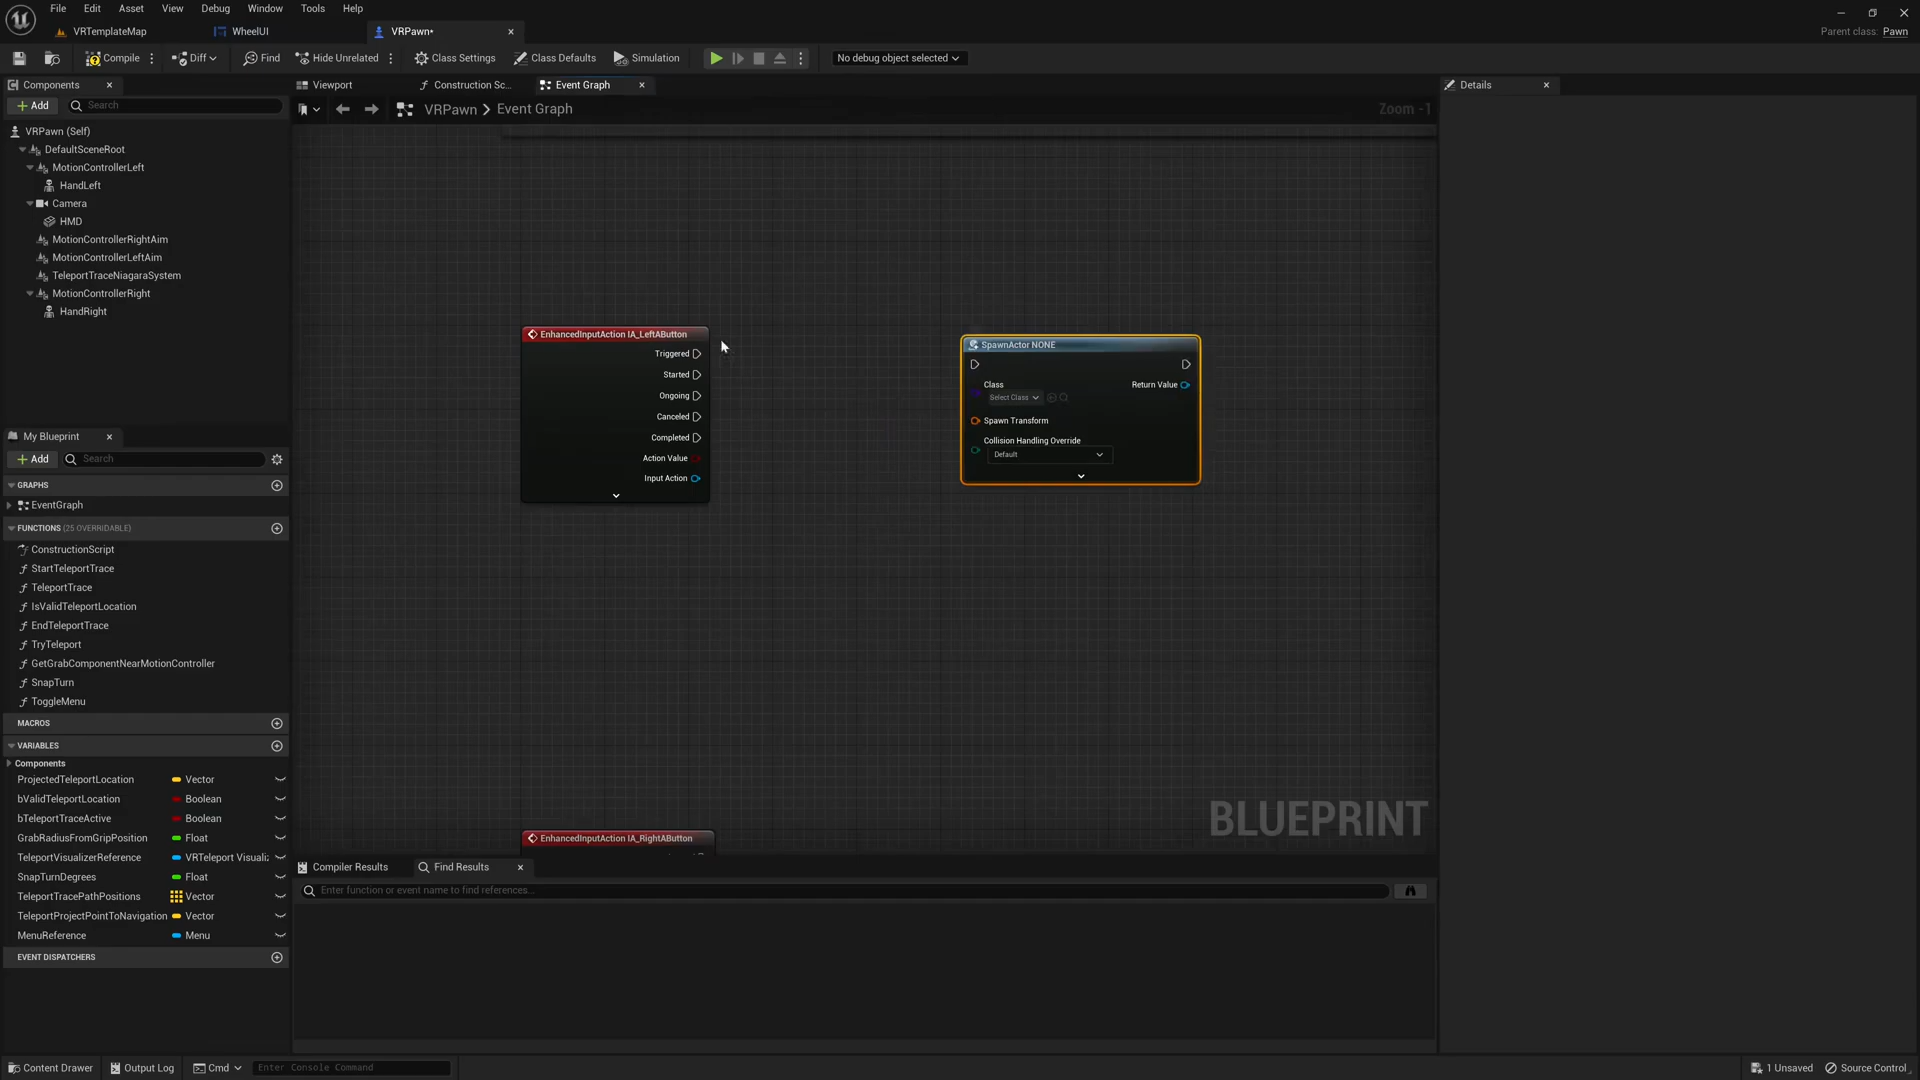 File Edit Asset View Debug Window Tools Help
VRTemplateMap WheelUI VRPawn•
Parent class: Pawn
Compile Diff Find Hide Unrelated Class Settings Class Defaults Simulation No debug object selected
Components
Add Search
VRPawn (Self)
DefaultSceneRoot
MotionControllerLeft
HandLeft
Camera
HMD
MotionControllerRightAim
MotionControllerLeftAim
TeleportTraceNiagaraSystem
MotionControllerRight
HandRight
My Blueprint
Add Search
GRAPHS
EventGraph
FUNCTIONS (25 OVERRIDABLE)
ConstructionScript
StartTeleportTrace
TeleportTrace
IsValidTeleportLocation
EndTeleportTrace
TryTeleport
GetGrabComponentNearMotionController
SnapTurn
ToggleMenu
MACROS
VARIABLES
Components
ProjectedTeleportLocation Vector
bValidTeleportLocation Boolean
bTeleportTraceActive Boolean
GrabRadiusFromGripPosition Float
TeleportVisualizerReference VRTeleport Visualiz
SnapTurnDegrees Float
TeleportTracePathPositions Vector
TeleportProjectPointToNavigation Vector
MenuReference Menu
EVENT DISPATCHERS
Viewport Construction Sc... Event Graph
VRPawn > Event Graph
Zoom -1
EnhancedInputAction IA_LeftAButton
Triggered
Started
Ongoing
Canceled
Completed
Action Value
Input Action
SpawnActor NONE
Class
Select Class
Return Value
Spawn Transform
Collision Handling Override
Default
EnhancedInputAction IA_RightAButton
BLUEPRINT
Compiler Results Find Results
Enter function or event name to find references...
Details
Content Drawer Output Log Cmd Enter Console Command
1 Unsaved Source Control